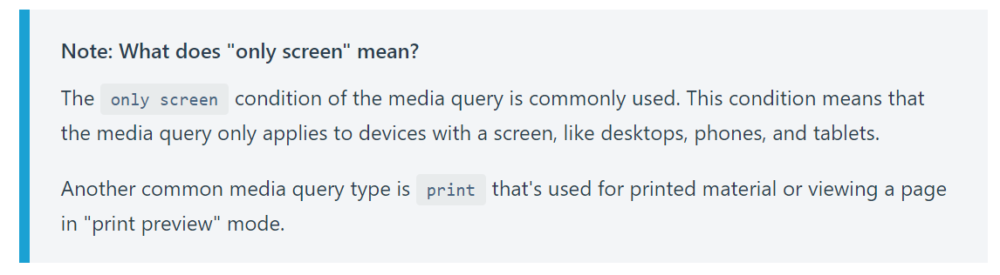 Note: What does "only screen" mean?
The only screen condition of the media query is commonly used. This condition means that
the media query only applies to devices with a screen, like desktops, phones, and tablets.
Another common media query type is print that's used for printed material or viewing a page
in "print preview" mode.